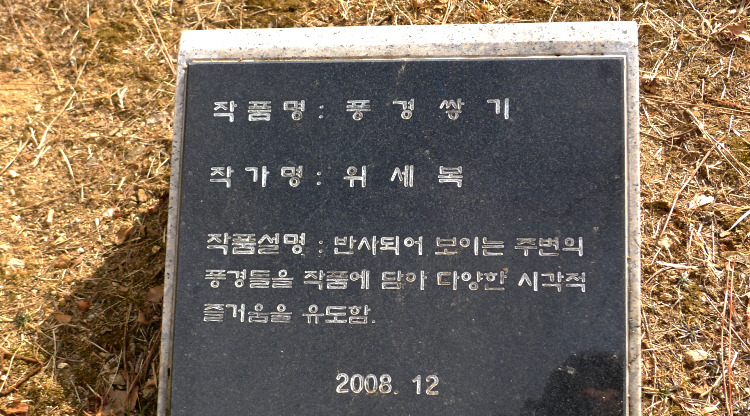 작품명 : 풍경쌓기
작가명 : 위세복
작품설명 : 반사되어 보이는 주변의
풍경들을 작품에 담아 다양한 시각적
즐거움을 유도함.
2008. 12